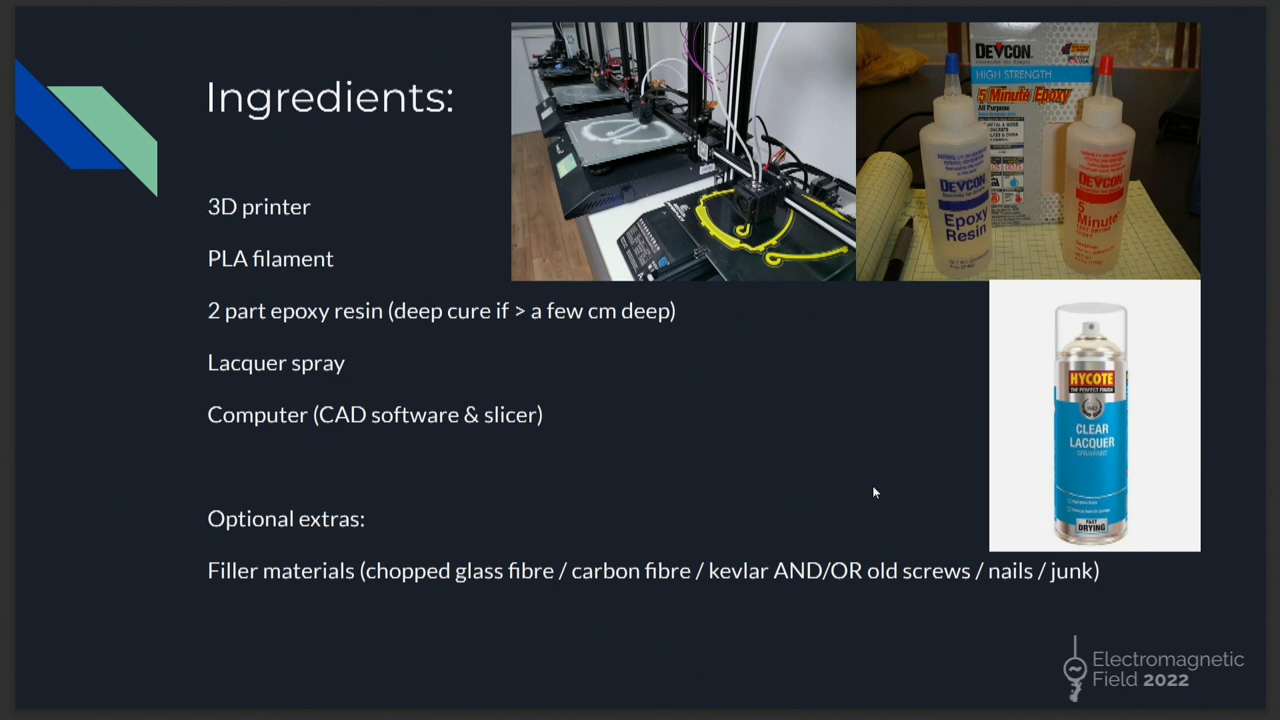 Ingredients:
3D printer
PLA filament
2 part epoxy resin (deep cure if > a few cm deep)
Lacquer spray
Computer (CAD software & slicer)
Optional extras:
Filler materials (chopped glass fibre / carbon fibre / kevlar AND/OR old screws / nails / junk)
DEVCON
HIGH STRENGTH
5 Minute Epoxy
All Purpose
DEVCON
Epoxy
Resin
DEVCON
5
Minute
HYCOTE
THE PERFECT FINISH
CLEAR
LACQUER
SPRAYPAINT
FAST
DRYING
Electromagnetic
Field 2022